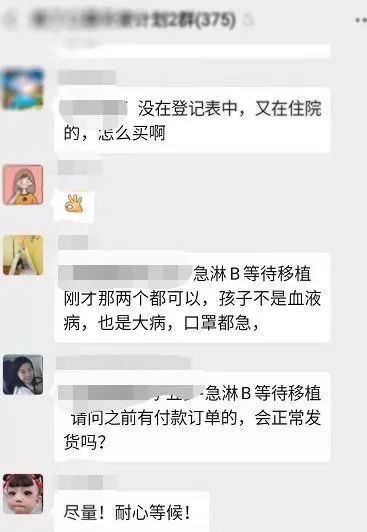 计划2群(375)
没在登记表中，又在住院
的，怎么买啊
急淋B等待移植
刚才那两个都可以，孩子不是血液
病，也是大病，口罩都急，
急淋B等待移植
请问之前有付款订单的，会正常发
货吗？
尽量！耐心等候！